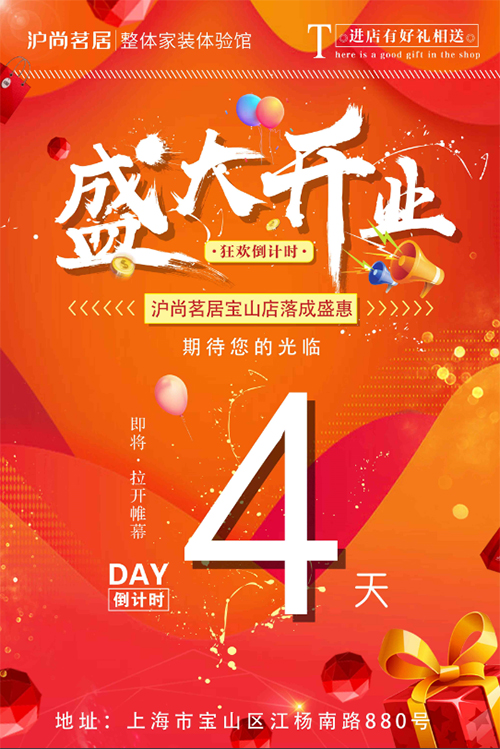 沪尚茗居 整体家装体验馆
T 进店有好礼相送
here is a good gift in the shop
盛大开业
·狂欢倒计时·
沪尚茗居宝山店落成盛惠
期待您的光临
即将·拉开帷幕
4天
DAY
倒计时
地址：上海市宝山区江杨南路880号